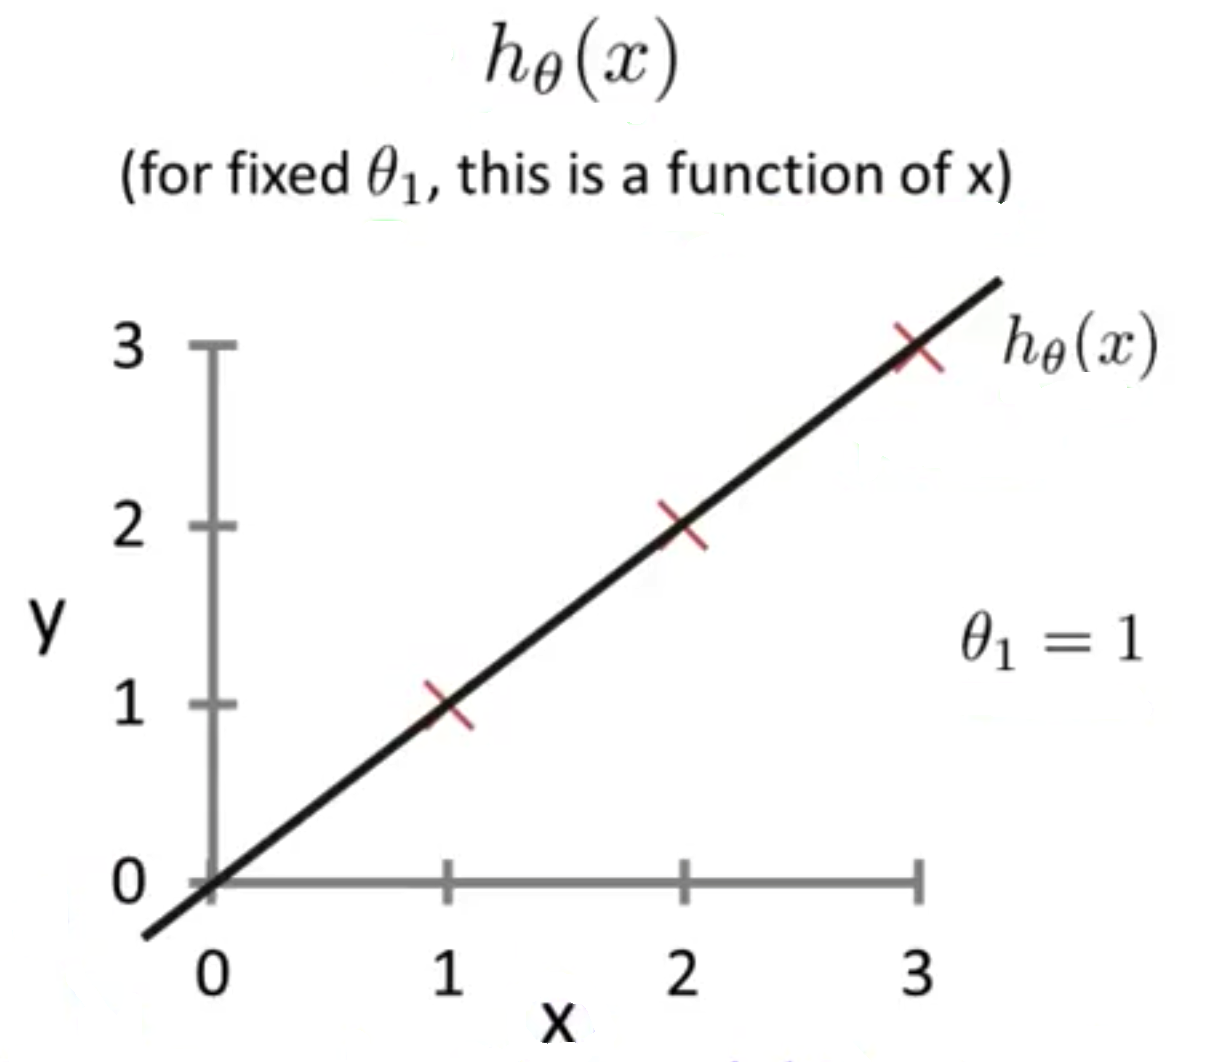 hθ(x)
(for fixed θ₁, this is a function of x)
3
hθ(x)
2
y
θ₁ = 1
1
0
0 1 2 3
x